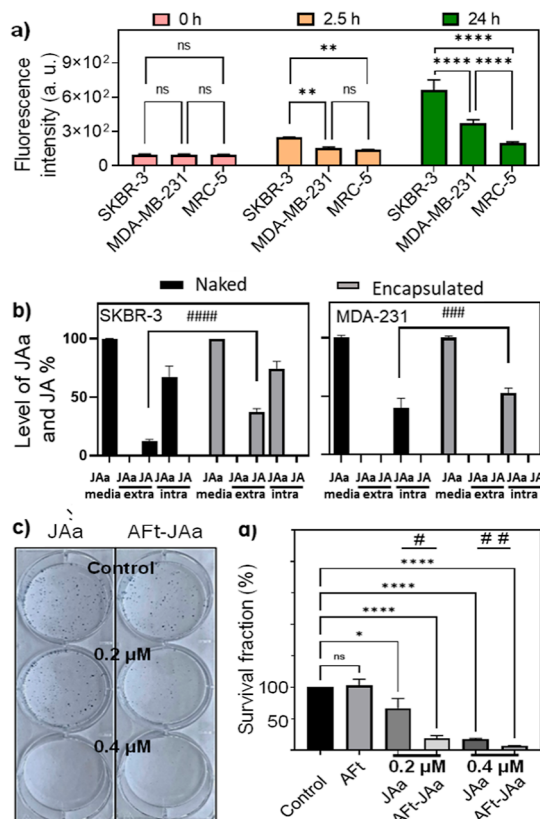 a)
0 h 2.5 h 24 h
Fluorescence
intensity (a. u.)
9×10²
6×10²
3×10²
0
ns
ns ns
**
** ns
****
**** ****
SKBR-3 MDA-MB-231 MRC-5 SKBR-3 MDA-MB-231 MRC-5 SKBR-3 MDA-MB-231 MRC-5
Naked Encapsulated
b)
Level of JAa
and JA %
100
50
0
SKBR-3
####
MDA-231
###
JAa JAa JA JAa JA JAa JAa JA JAa JA JAa JAa JA JAa JA JAa JAa JA JAa JA
media extra intra media extra intra media extra intra media extra intra
c)
JAa AFt-JAa
Control
0.2 µM
0.4 µM
d)
Survival fraction (%)
100
50
# ##
****
****
****
*
ns
Control AFt JAa AFt-JAa JAa AFt-JAa
0.2 µM 0.4 µM